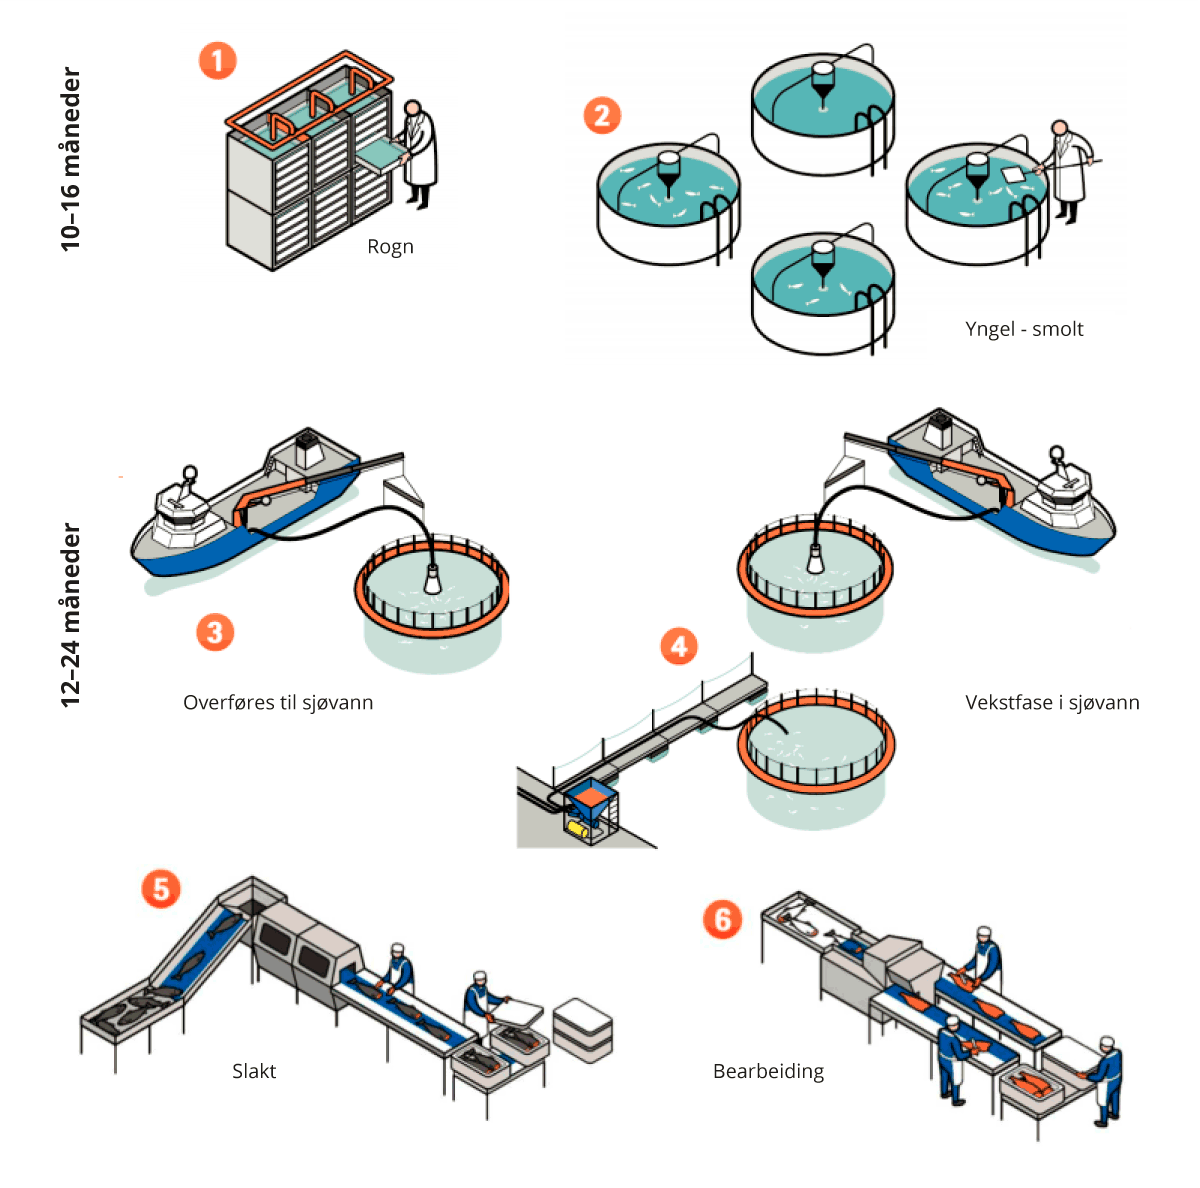 10–16 måneder
1
Rogn
2
Yngel - smolt
12–24 måneder
3
Overføres til sjøvann
4
Vekstfase i sjøvann
5
Slakt
6
Bearbeiding